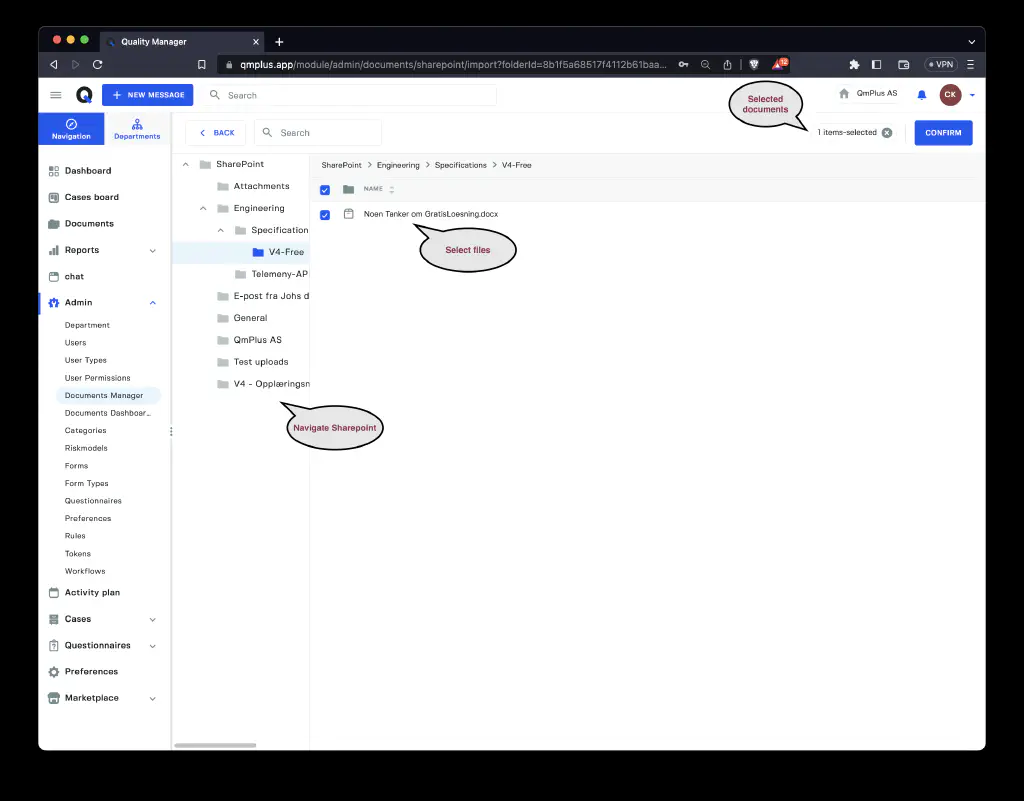 Quality Manager
qmplus.app/module/admin/documents/sharepoint/import?folderId=8b1f5a68517f4112b61baa...
12
VPN
NEW MESSAGE
Search
Selected
documents
QmPlus AS
CK
Navigation
Departments
BACK
Search
1 items-selected
CONFIRM
Dashboard
Cases board
Documents
Reports
chat
Admin
Department
Users
User Types
User Permissions
Documents Manager
Documents Dashboar...
Categories
Riskmodels
Forms
Form Types
Questionnaires
Preferences
Rules
Tokens
Workflows
Activity plan
Cases
Questionnaires
Preferences
Marketplace
SharePoint
Attachments
Engineering
Specification
V4-Free
Telemeny-AP
E-post fra Johs d
General
QmPlus AS
Test uploads
V4 - Opplæringsm
Navigate Sharepoint
SharePoint > Engineering > Specifications > V4-Free
NAME
Noen Tanker om GratisLoesning.docx
Select files